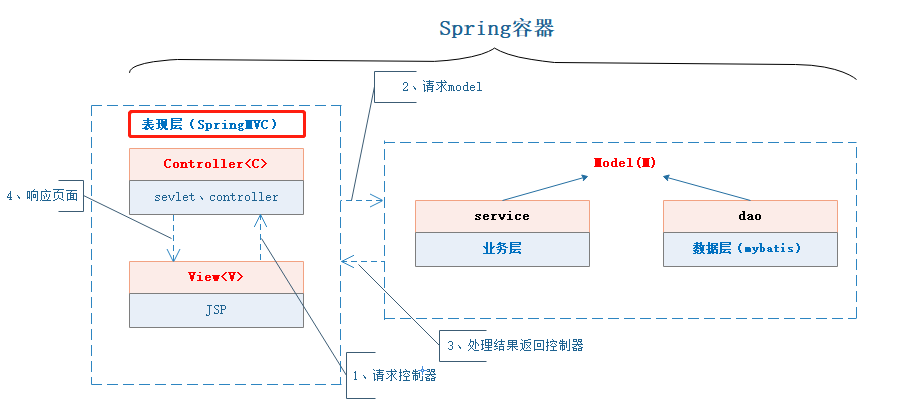 Spring容器
2、请求model
表现层（SpringMVC）
Controller<C>
sevlet、controller
4、响应页面
View<V>
JSP
Model(M)
service
业务层
dao
数据层（mybatis）
3、处理结果返回控制器
1、请求控制器